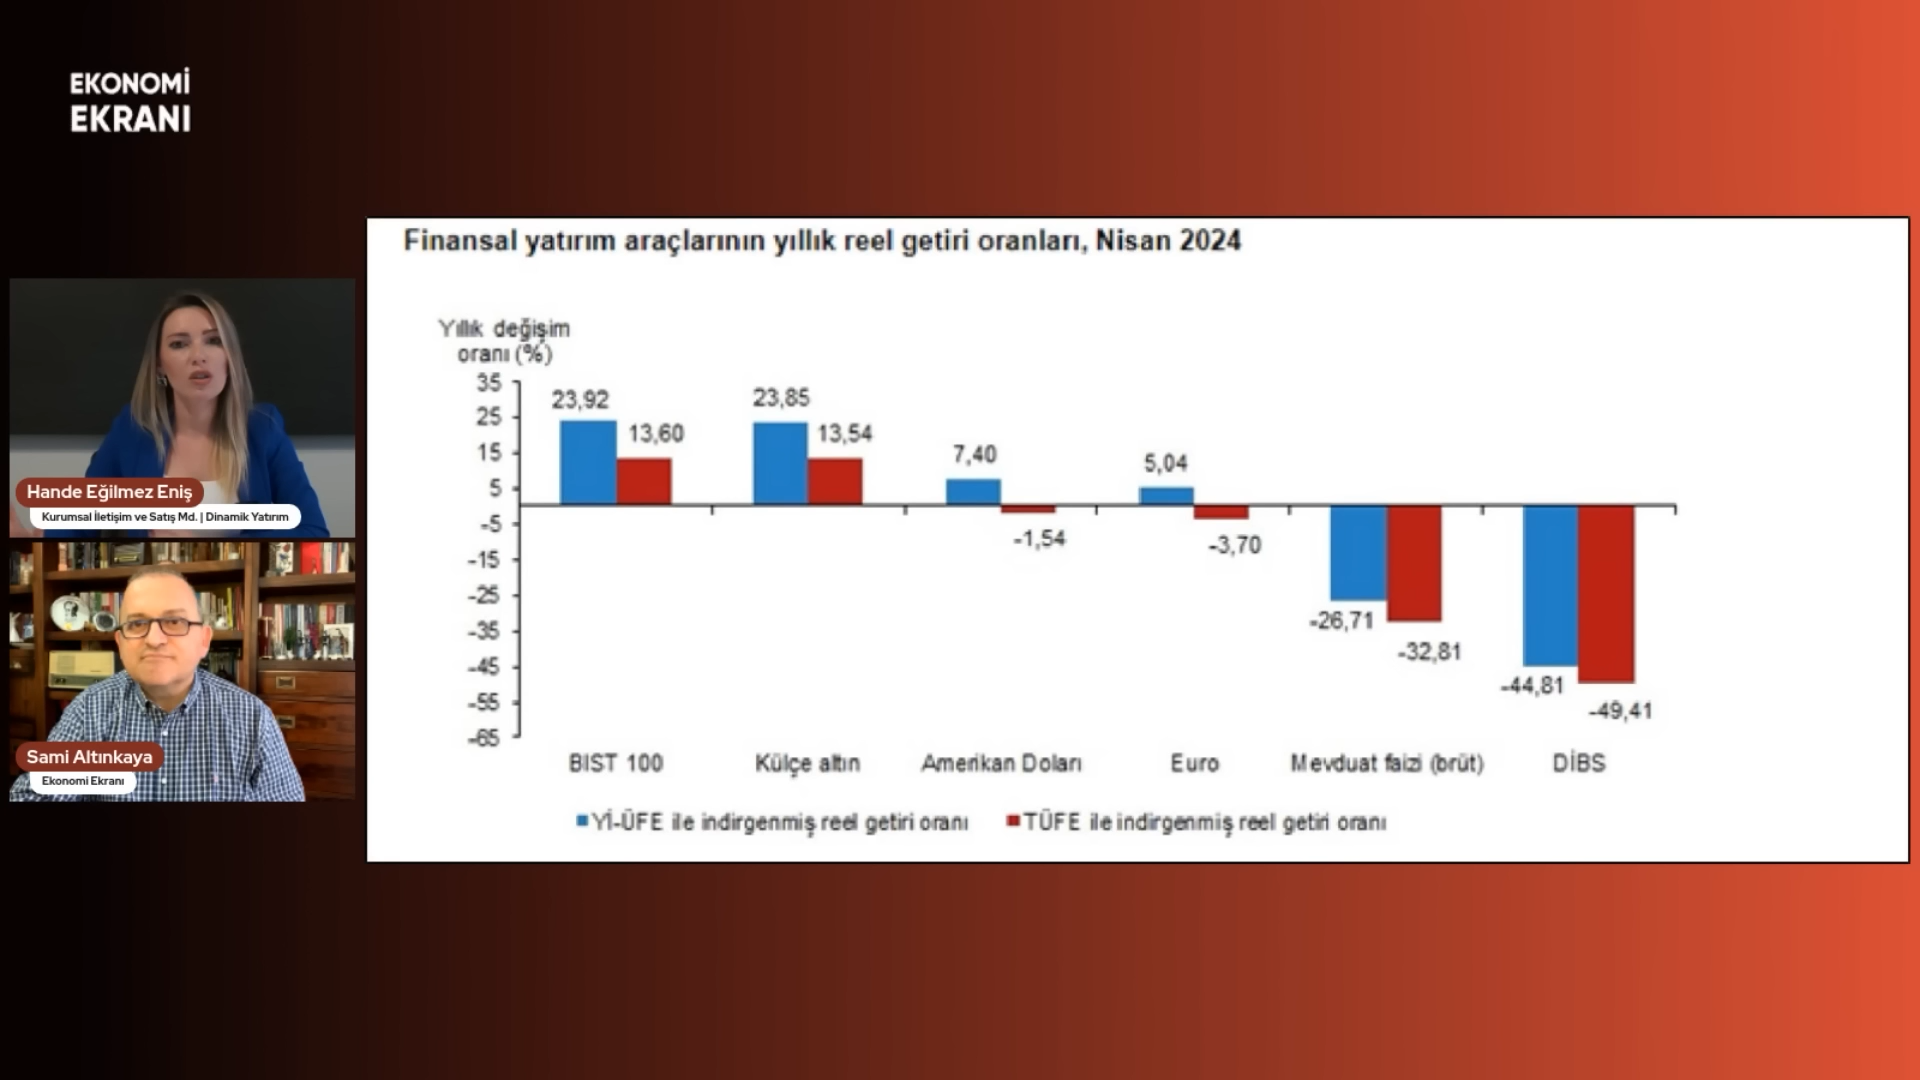 EKONOMİ
EKRANI
Finansal yatırım araçlarının yıllık reel getiri oranları, Nisan 2024
Yıllık değişim
oranı (%)
35
25
15
5
-5
-15
-25
-35
-45
-55
-65
23,92
13,60
23,85
13,54
7,40
-1,54
5,04
-3,70
-26,71
-32,81
-44,81
-49,41
BIST 100
Külçe altın
Amerikan Doları
Euro
Mevduat faizi (brüt)
DİBS
Yİ-ÜFE ile indirgenmiş reel getiri oranı
TÜFE ile indirgenmiş reel getiri oranı
Hande Eğilmez Eniş
Kurumsal İletişim ve Satış Md. | Dinamik Yatırım
Sami Altınkaya
Ekonomi Ekranı